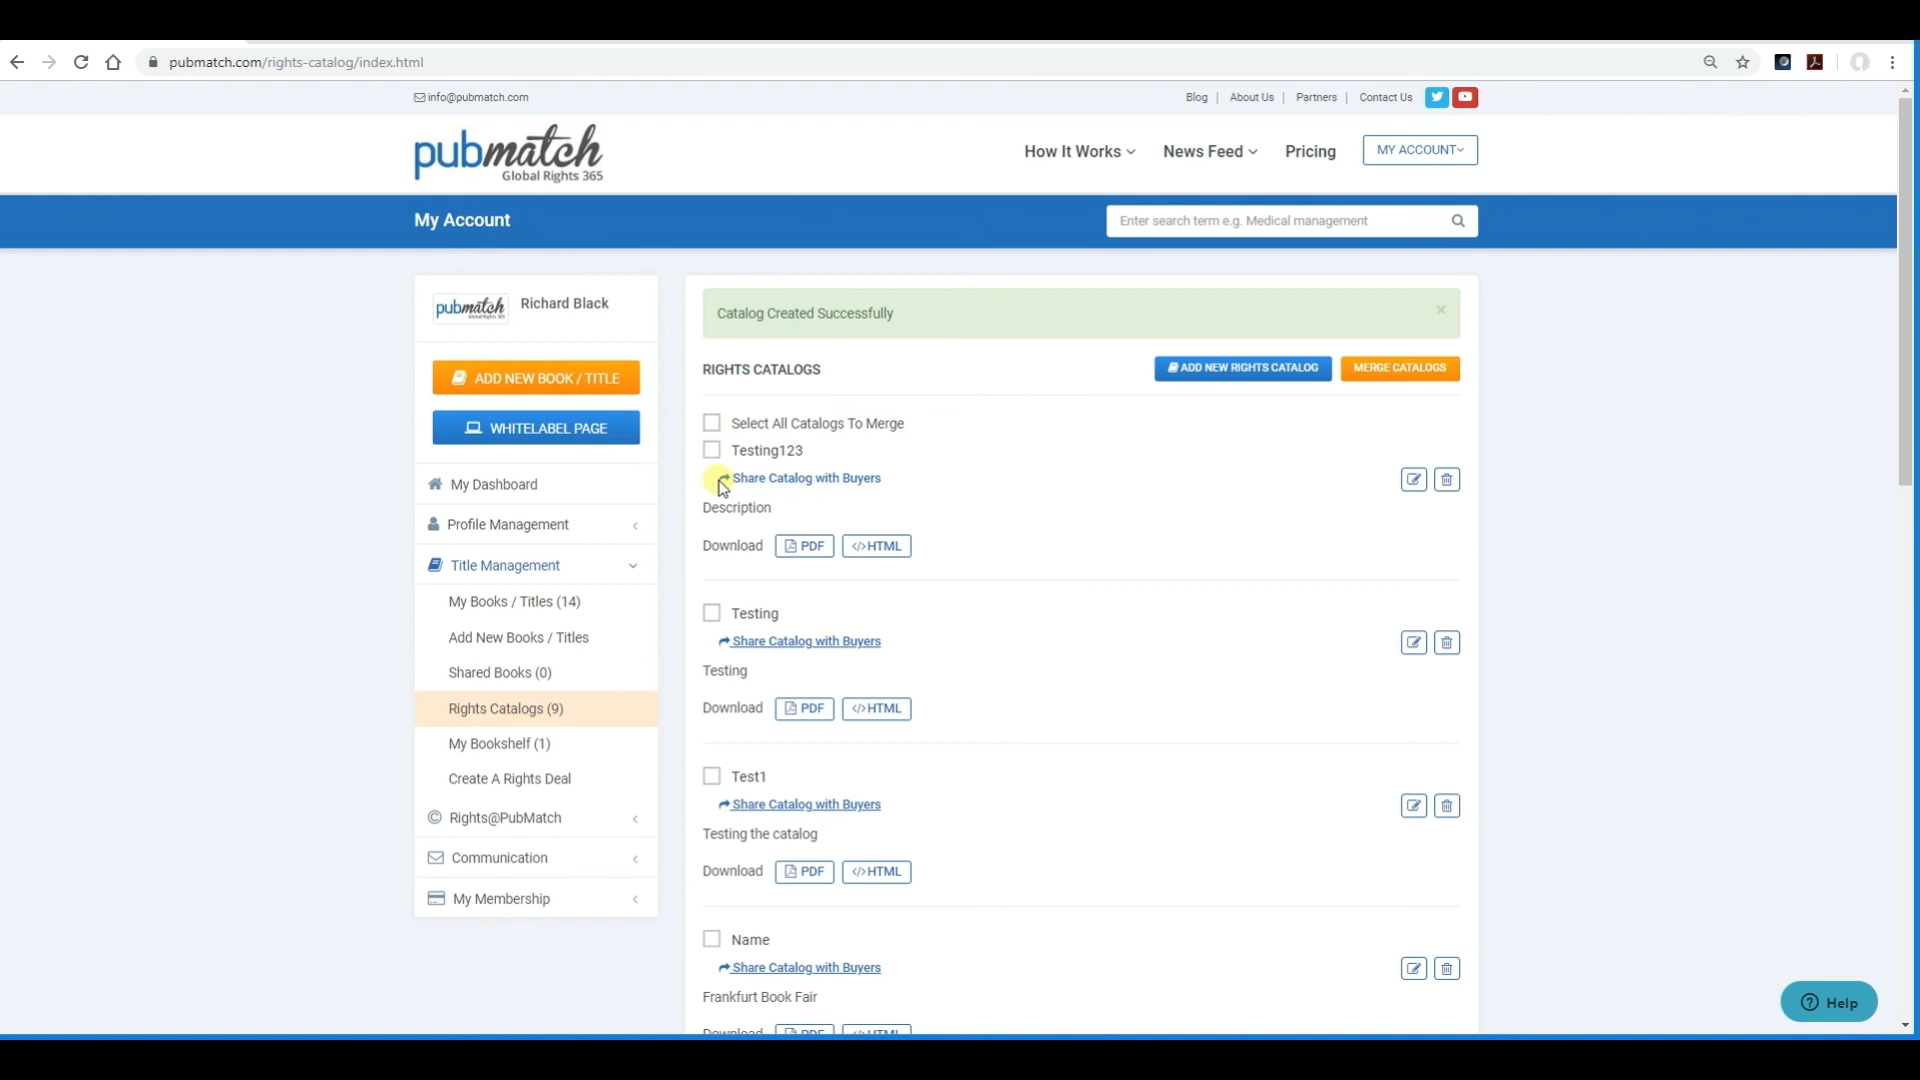 pubmatch.com/rights-catalog/index.html
info@pubmatch.com
Blog | About Us | Partners | Contact Us
pubmatch
Global Rights 365
How It Works
News Feed
Pricing
MY ACCOUNT
My Account
Enter search term e.g. Medical management
pubmatch
Richard Black
ADD NEW BOOK / TITLE
WHITELABEL PAGE
My Dashboard
Profile Management
Title Management
My Books / Titles (14)
Add New Books / Titles
Shared Books (0)
Rights Catalogs (9)
My Bookshelf (1)
Create A Rights Deal
Rights@PubMatch
Communication
My Membership
Catalog Created Successfully
×
RIGHTS CATALOGS
ADD NEW RIGHTS CATALOG
MERGE CATALOGS
Select All Catalogs To Merge
Testing123
Share Catalog with Buyers
Description
Download PDF </>HTML
Testing
Share Catalog with Buyers
Testing
Download PDF </>HTML
Test1
Share Catalog with Buyers
Testing the catalog
Download PDF </>HTML
Name
Share Catalog with Buyers
Frankfurt Book Fair
Download PDF </>HTML
Help